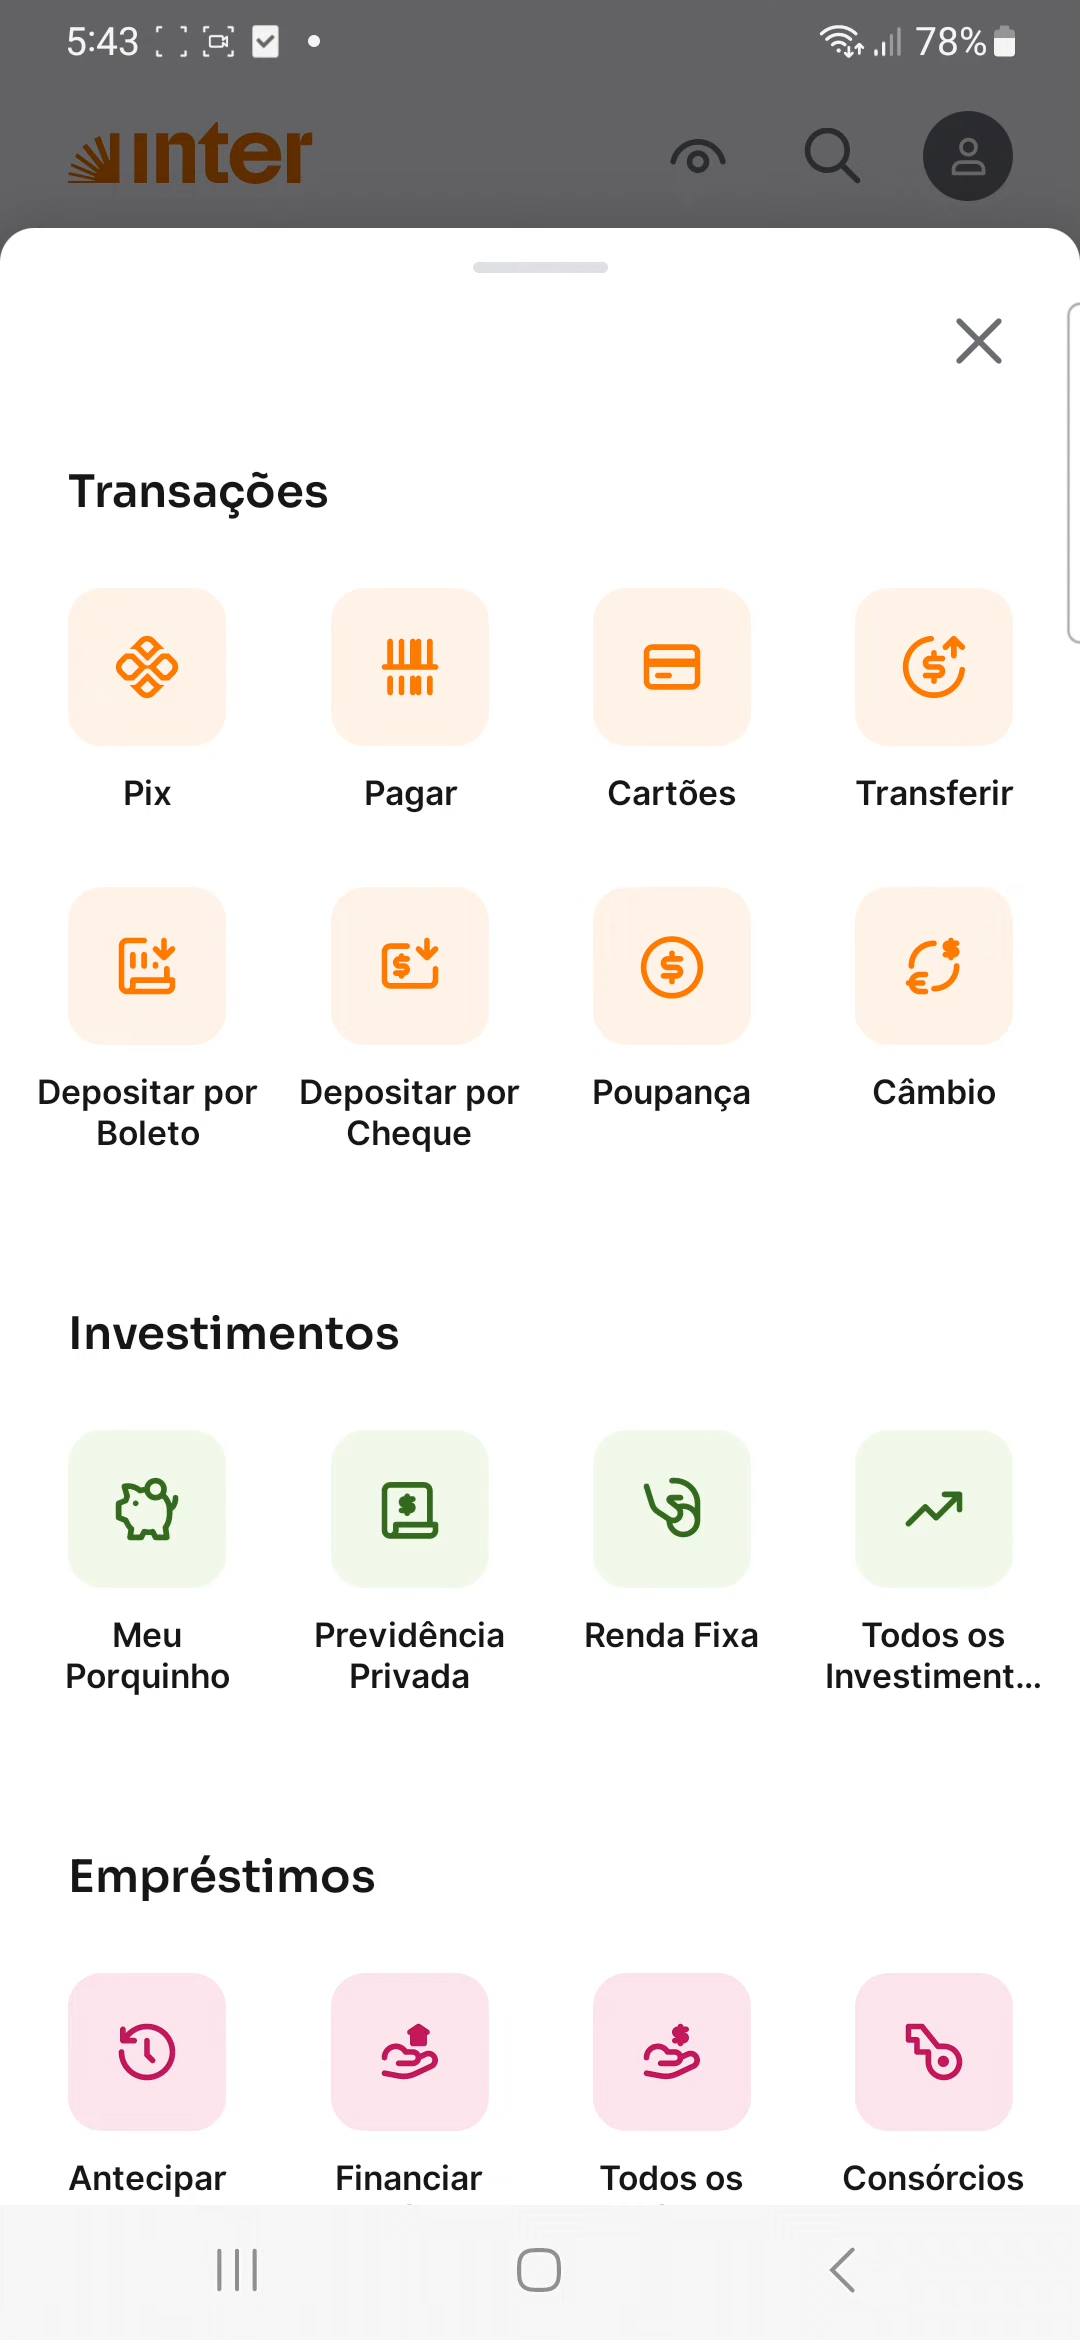 5:43
78%
inter
Transações
Pix
Pagar
Cartões
Transferir
Depositar por
Boleto
Depositar por
Cheque
Poupança
Câmbio
Investimentos
Meu
Porquinho
Previdência
Privada
Renda Fixa
Todos os
Investiment...
Empréstimos
Antecipar
Financiar
Todos os
Consórcios